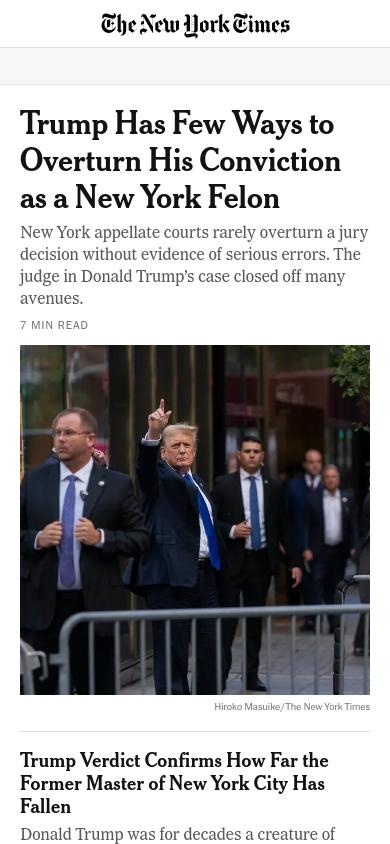 The New York Times
Trump Has Few Ways to
Overturn His Conviction
as a New York Felon
New York appellate courts rarely overturn a jury
decision without evidence of serious errors. The
judge in Donald Trump’s case closed off many
avenues.
7 MIN READ
Hiroko Masuike/The New York Times
Trump Verdict Confirms How Far the
Former Master of New York City Has
Fallen
Donald Trump was for decades a creature of